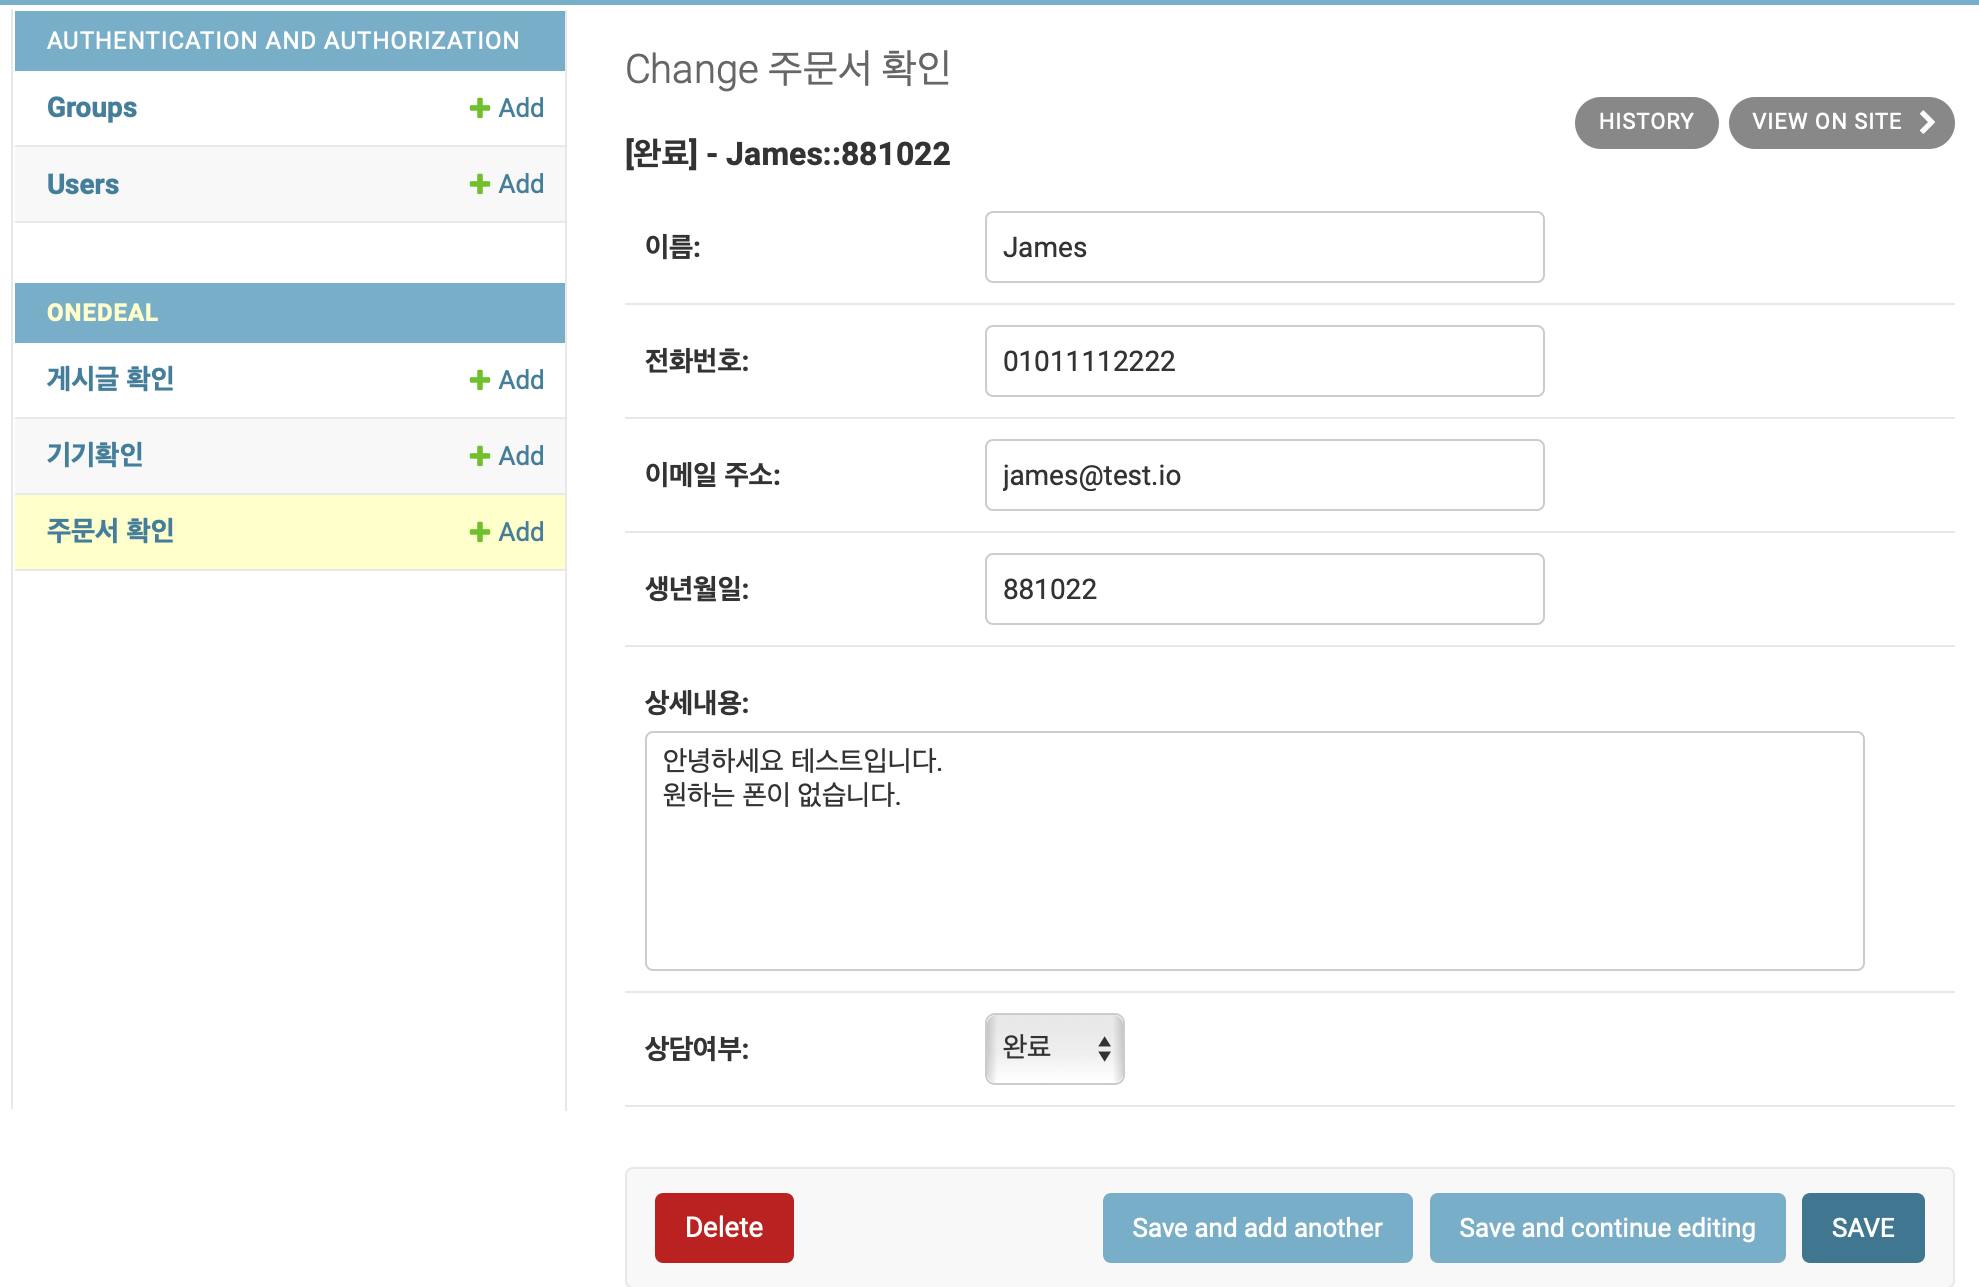 AUTHENTICATION AND AUTHORIZATION
Groups
Add
Users
Add
ONEDEAL
게시글 확인
Add
기기확인
Add
주문서 확인
Add
Change 주문서 확인
HISTORY
VIEW ON SITE
[완료] - James::881022
이름:
James
전화번호:
01011112222
이메일 주소:
james@test.io
생년월일:
881022
상세내용:
안녕하세요 테스트입니다.
원하는 폰이 없습니다.
상담여부:
완료
Delete
Save and add another
Save and continue editing
SAVE